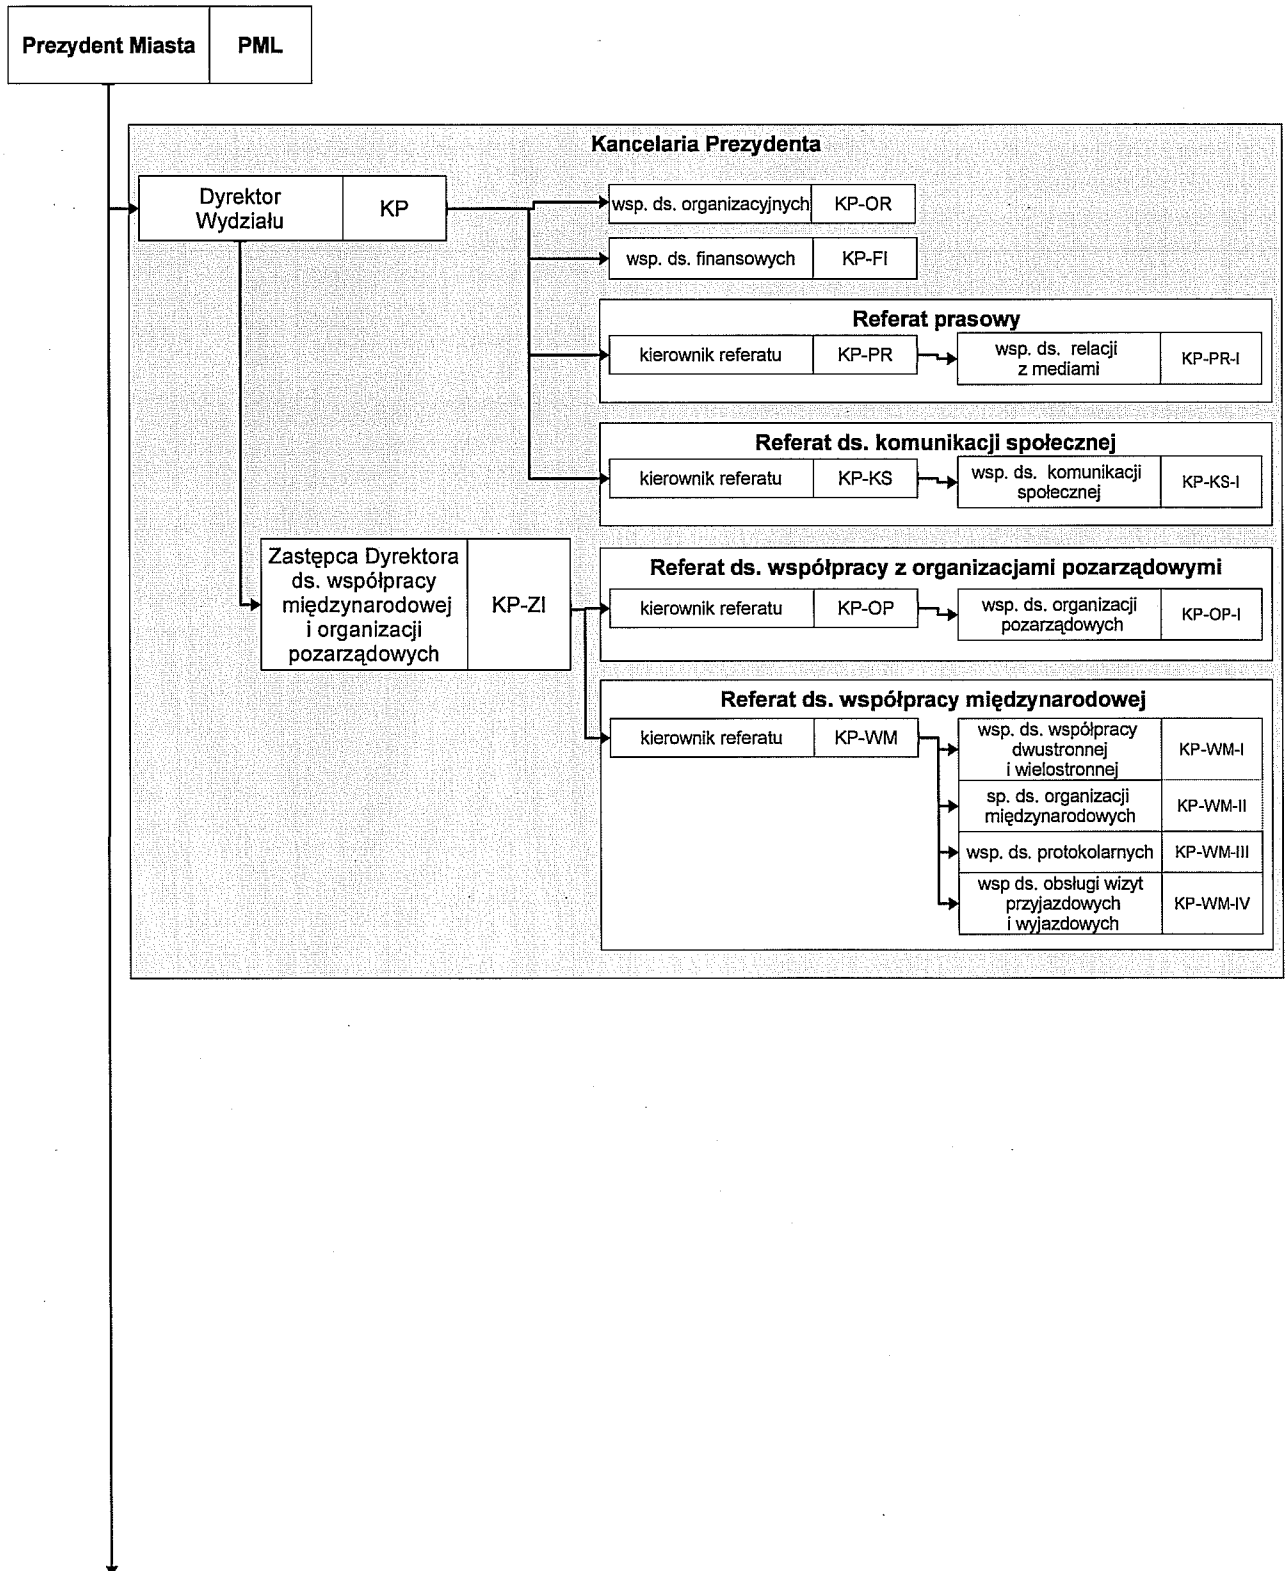 Prezydent Miasta PML
Kancelaria Prezydenta
Dyrektor
Wydziału
KP
wsp. ds. organizacyjnych KP-OR
wsp. ds. finansowych KP-FI
Referat prasowy
kierownik referatu KP-PR
wsp. ds. relacji
z mediami
KP-PR-I
Referat ds. komunikacji społecznej
kierownik referatu KP-KS
wsp. ds. komunikacji
społecznej
KP-KS-I
Zastępca Dyrektora
ds. współpracy
międzynarodowej
i organizacji
pozarządowych
KP-ZI
Referat ds. współpracy z organizacjami pozarządowymi
kierownik referatu KP-OP
wsp. ds. organizacji
pozarządowych
KP-OP-I
Referat ds. współpracy międzynarodowej
kierownik referatu KP-WM
wsp. ds. współpracy
dwustronnej
i wielostronnej
KP-WM-I
sp. ds. organizacji
międzynarodowych
KP-WM-II
wsp. ds. protokolarnych KP-WM-III
wsp ds. obsługi wizyt
przyjazdowych
i wyjazdowych
KP-WM-IV